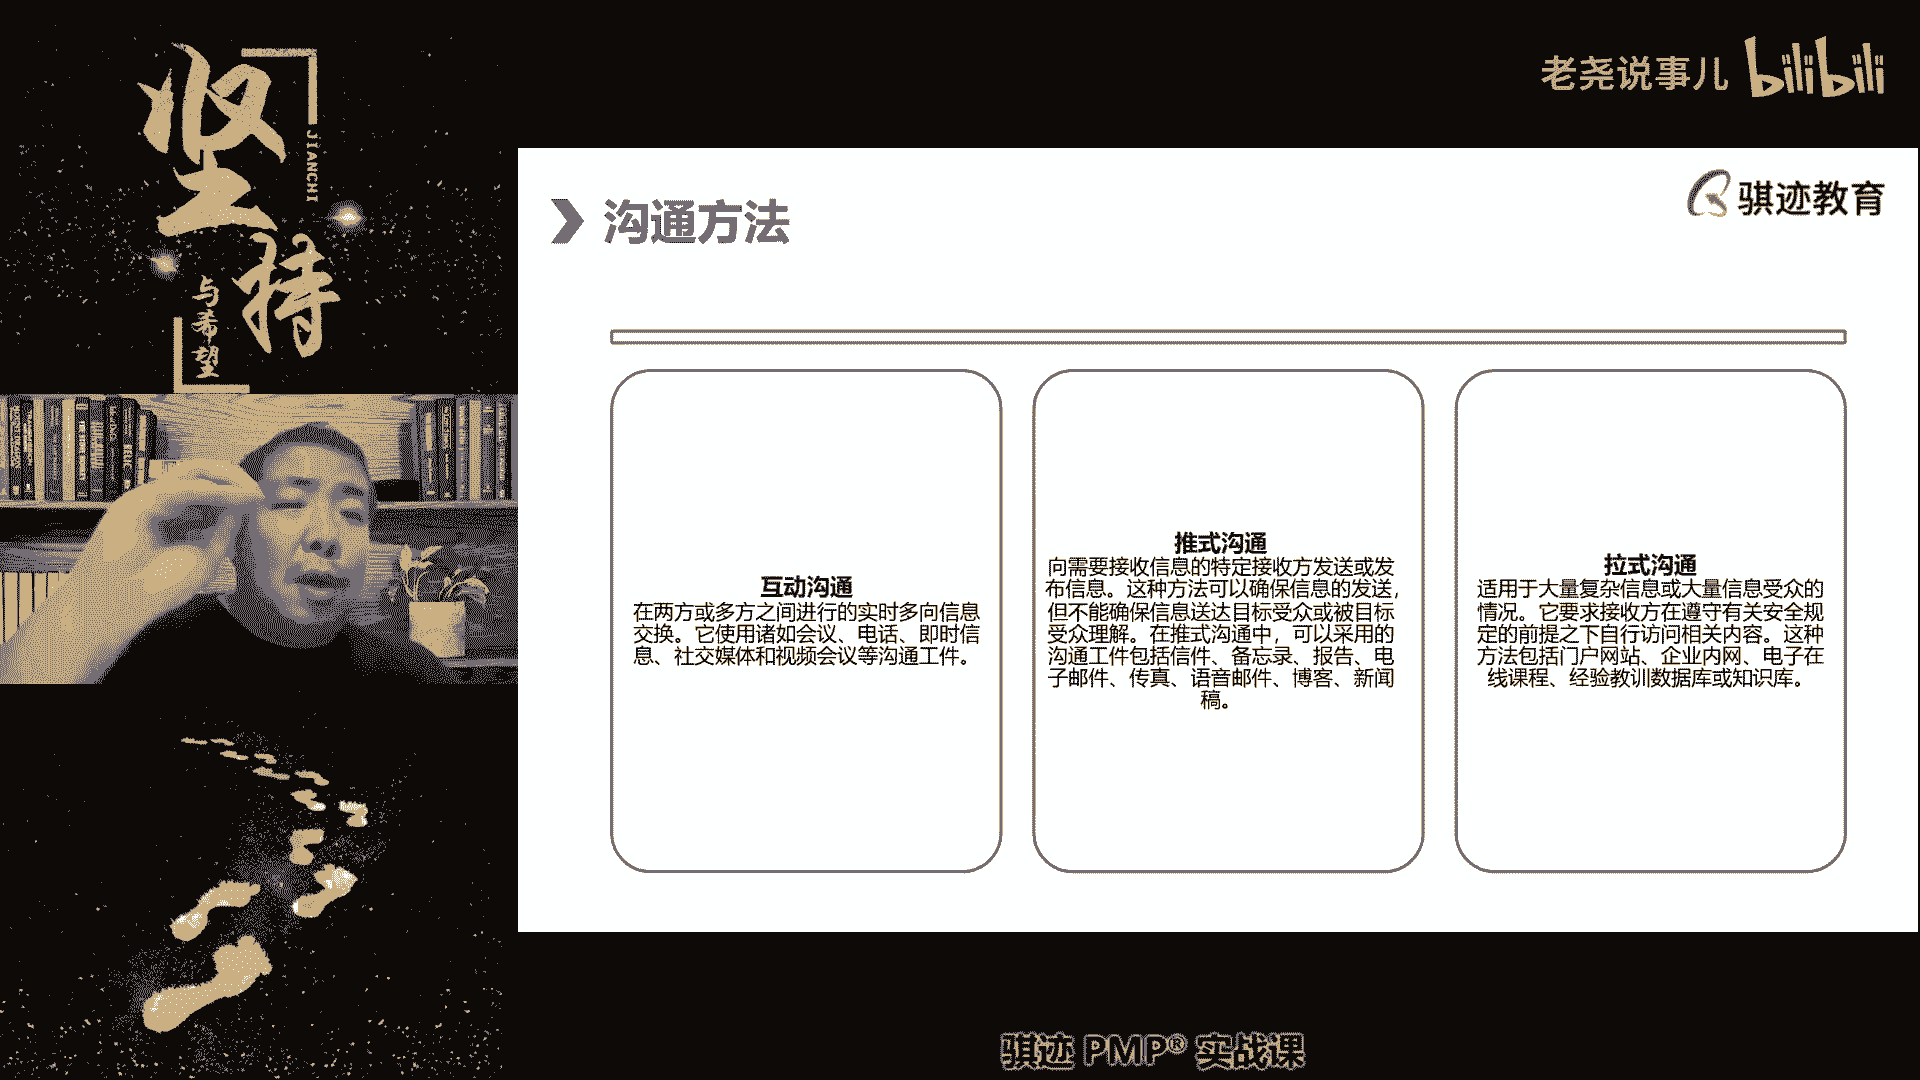 坚持
JIANCHI
与希望
老尧说事儿 bilibili
骐迹教育
沟通方法
互动沟通
在两方或多方之间进行的实时多向信息
交换。它使用诸如会议、电话、即时信
息、社交媒体和视频会议等沟通工件。
推式沟通
向需要接收信息的特定接收方发送或发
布信息。这种方法可以确保信息的发送,
但不能确保信息送达目标受众或被目标
受众理解。在推式沟通中，可以采用的
沟通工件包括信件、备忘录、报告、电
子邮件、传真、语音邮件、博客、新闻
稿。
拉式沟通
适用于大量复杂信息或大量信息受众的
情况。它要求接收方在遵守有关安全规
定的前提之下自行访问相关内容。这种
方法包括门户网站、企业内网、电子在
线课程、经验教训数据库或知识库。
骐迹 PMP® 实战课